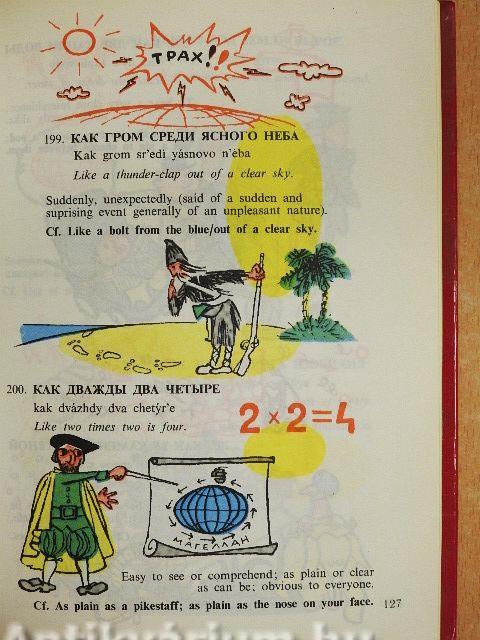 ТРАХ!!
199. КАК ГРОМ СРЕДИ ЯСНОГО НЕБА
Kak grom sr'edí yásnovo n'éba
Like a thunder-clap out of a clear sky.
Suddenly, unexpectedly (said of a sudden and
suprising event generally of an unpleasant nature).
Cf. Like a bolt from the blue/out of a clear sky.
200. КАК ДВАЖДЫ ДВА ЧЕТЫРЕ
kak dvázhdy dva chetýr'e
Like two times two is four.
2 × 2 = 4
МАГЕЛЛАН
Easy to see or comprehend; as plain or clear
as can be; obvious to everyone.
Cf. As plain as a pikestaff; as plain as the nose on your face.
127
Antikvárium.hu